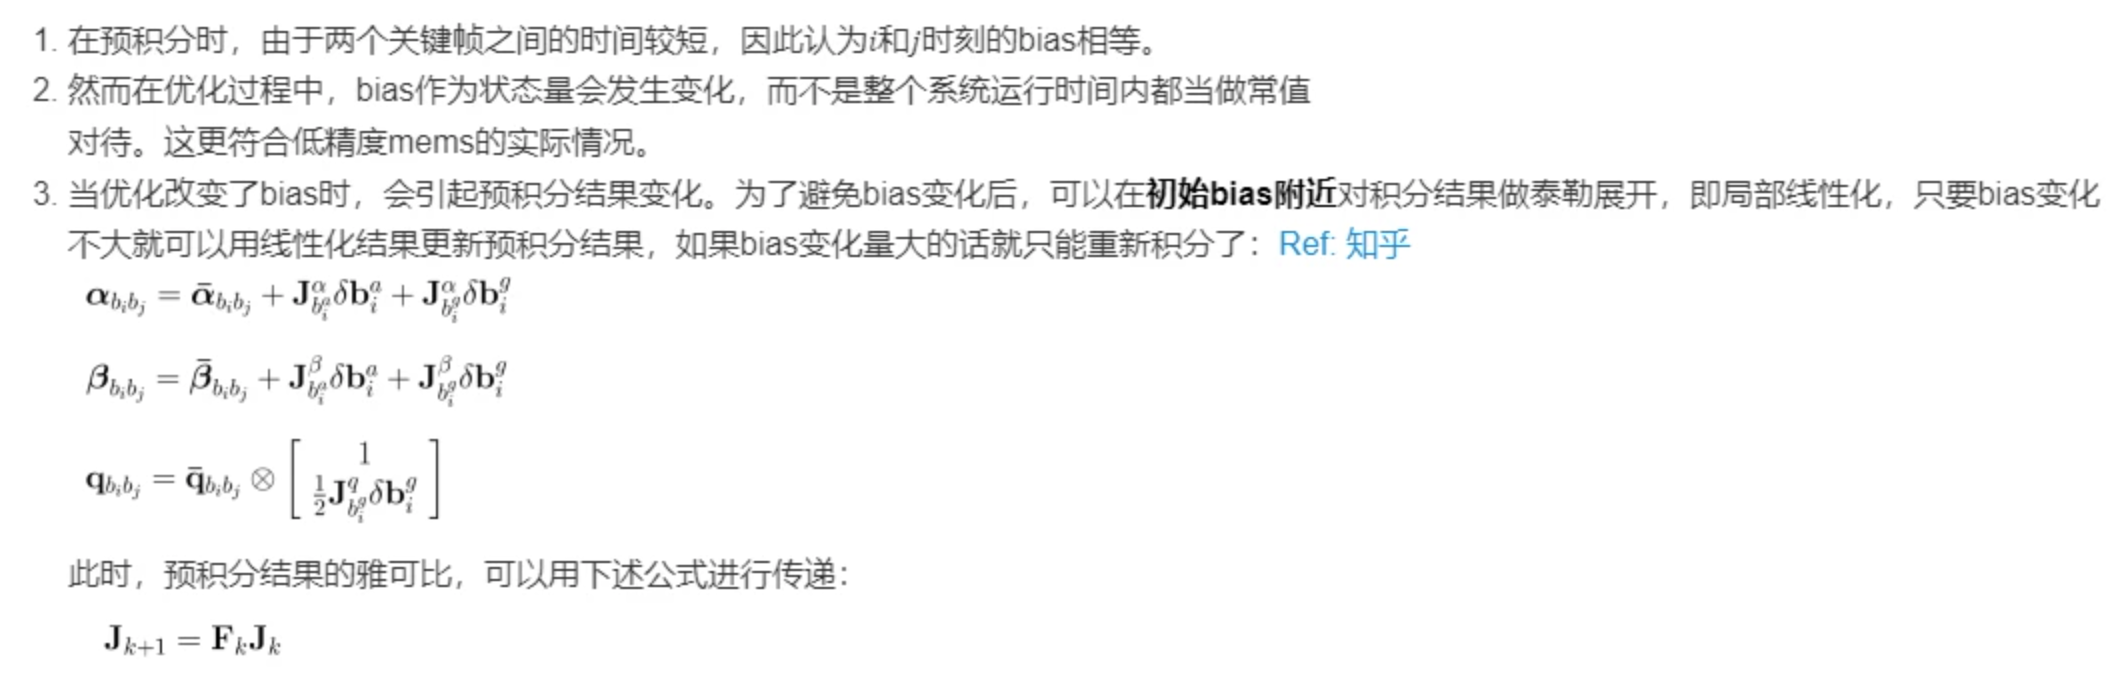 1. 在预积分时，由于两个关键帧之间的时间较短，因此认为i和j时刻的bias相等。
2. 然而在优化过程中，bias作为状态量会发生变化，而不是整个系统运行时间内都当做常值
对待。这更符合低精度mems的实际情况。
3. 当优化改变了bias时，会引起预积分结果变化。为了避免bias变化后，可以在初始bias附近对积分结果做泰勒展开，即局部线性化，只要bias变化
不大就可以用线性化结果更新预积分结果，如果bias变化量大的话就只能重新积分了：Ref: 知乎
$\boldsymbol{\alpha}_{b_i b_j} = \bar{\boldsymbol{\alpha}}_{b_i b_j} + \mathbf{J}^{\alpha}_{b_i^a} \delta \mathbf{b}_i^a + \mathbf{J}^{\alpha}_{b_i^g} \delta \mathbf{b}_i^g$
$\boldsymbol{\beta}_{b_i b_j} = \bar{\boldsymbol{\beta}}_{b_i b_j} + \mathbf{J}^{\beta}_{b_i^a} \delta \mathbf{b}_i^a + \mathbf{J}^{\beta}_{b_i^g} \delta \mathbf{b}_i^g$
$\mathbf{q}_{b_i b_j} = \bar{\mathbf{q}}_{b_i b_j} \otimes \begin{bmatrix} 1 \\ \frac{1}{2} \mathbf{J}^{q}_{b_i^g} \delta \mathbf{b}_i^g \end{bmatrix}$
此时，预积分结果的雅可比，可以用下述公式进行传递：
$\mathbf{J}_{k+1} = \mathbf{F}_k \mathbf{J}_k$